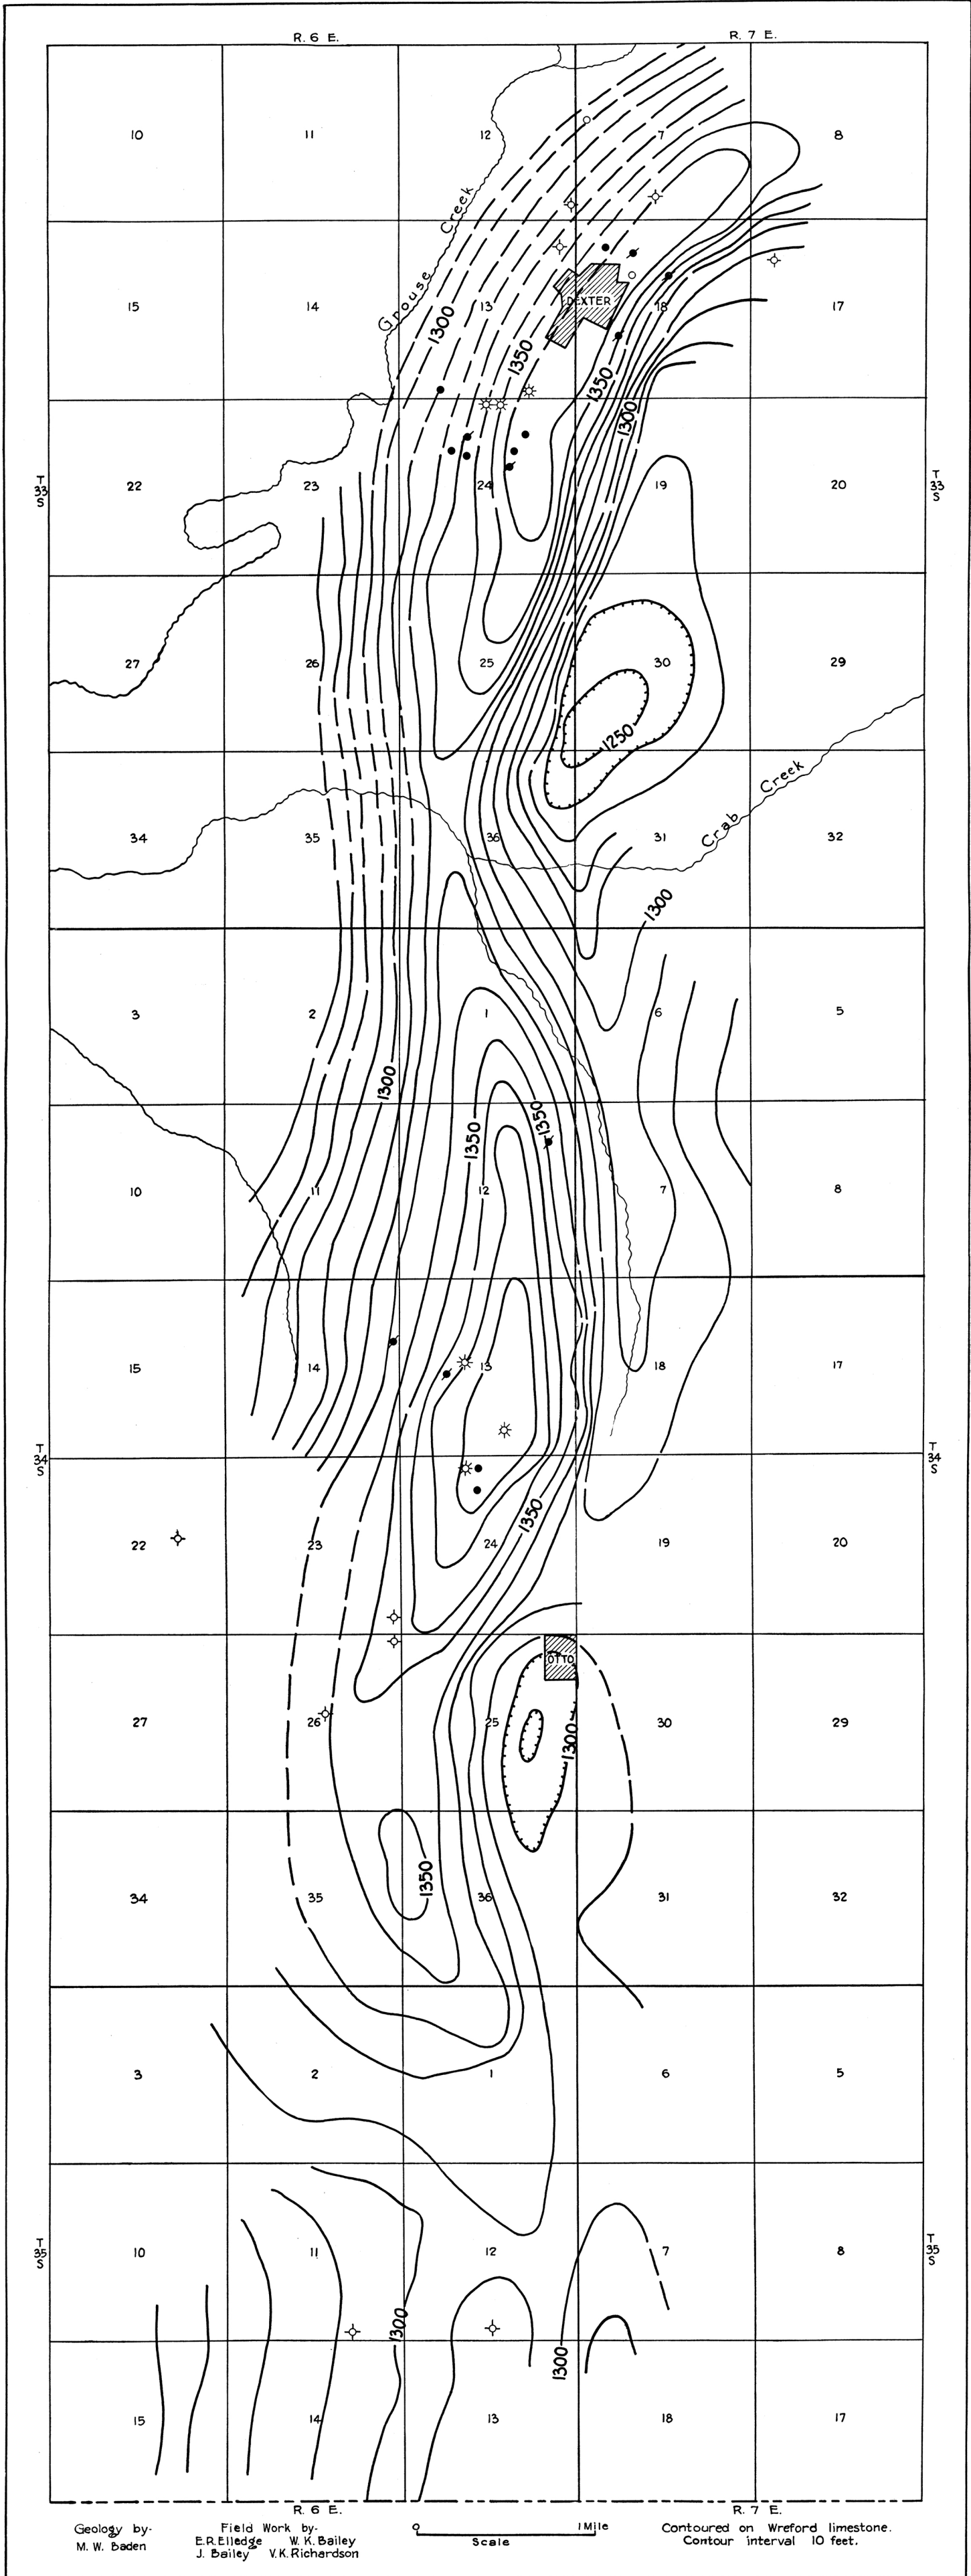 R. 6 E. R. 7 E.
10 11 12 7 8
Grouse Creek
15 14 13 DEXTER 18 17
1300 1350 1350 1300
T 33 S
22 23 24 19 20
T 33 S
27 26 25 30 29
1250
34 35 36 31 32
Crab Creek
1300
3 2 1 6 5
1300 1350 1350
10 11 12 7 8
15 14 13 18 17
T 34 S
T 34 S
1350
22 23 24 19 20
OTTO
27 26 25 30 29
1300
34 35 36 31 32
1350
3 2 1 6 5
T 35 S
10 11 12 7 8
T 35 S
1300 1300
15 14 13 18 17
R. 6 E. R. 7 E.
Geology by-
M. W. Baden
Field Work by-
E.R.Elledge W. K. Bailey
J. Bailey V.K.Richardson
0 1 Mile
Scale
Contoured on Wreford limestone.
Contour interval 10 feet.